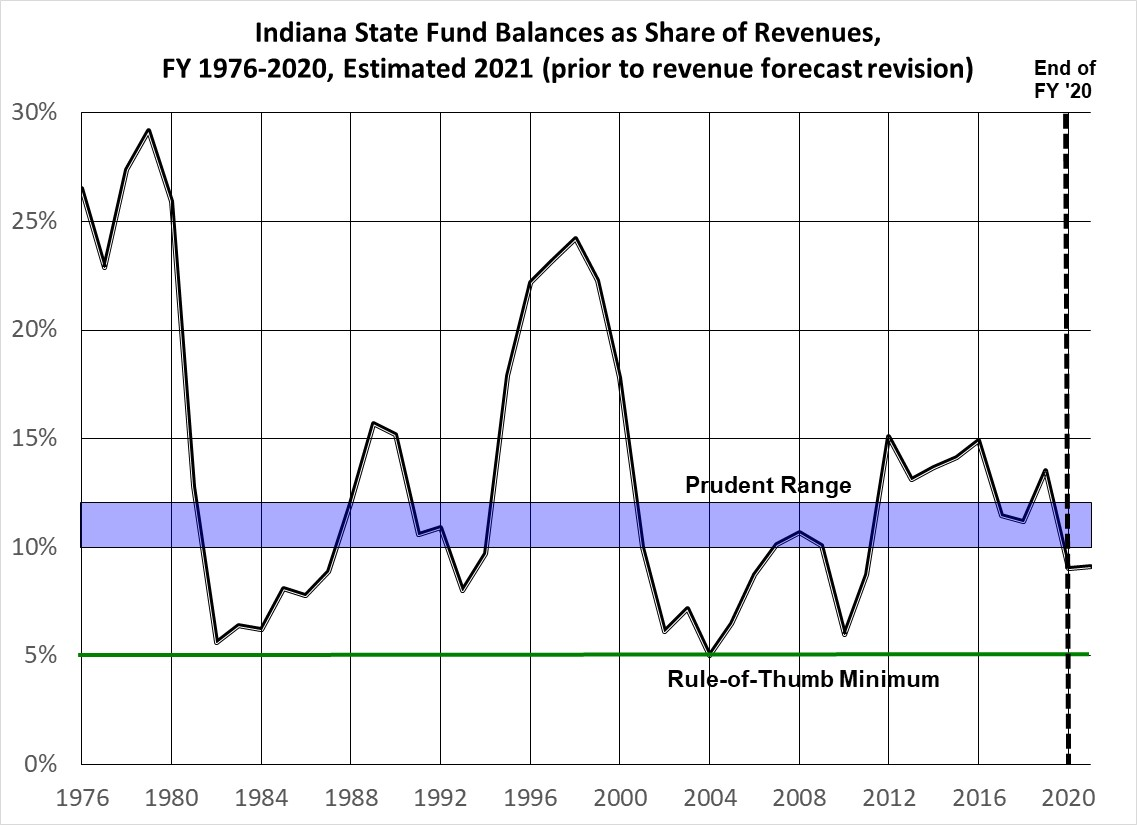 Indiana State Fund Balances as Share of Revenues,
FY 1976-2020, Estimated 2021 (prior to revenue forecast revision)
End of
FY '20
30%
25%
20%
15%
Prudent Range
10%
5%
Rule-of-Thumb Minimum
0%
1976 1980 1984 1988 1992 1996 2000 2004 2008 2012 2016 2020